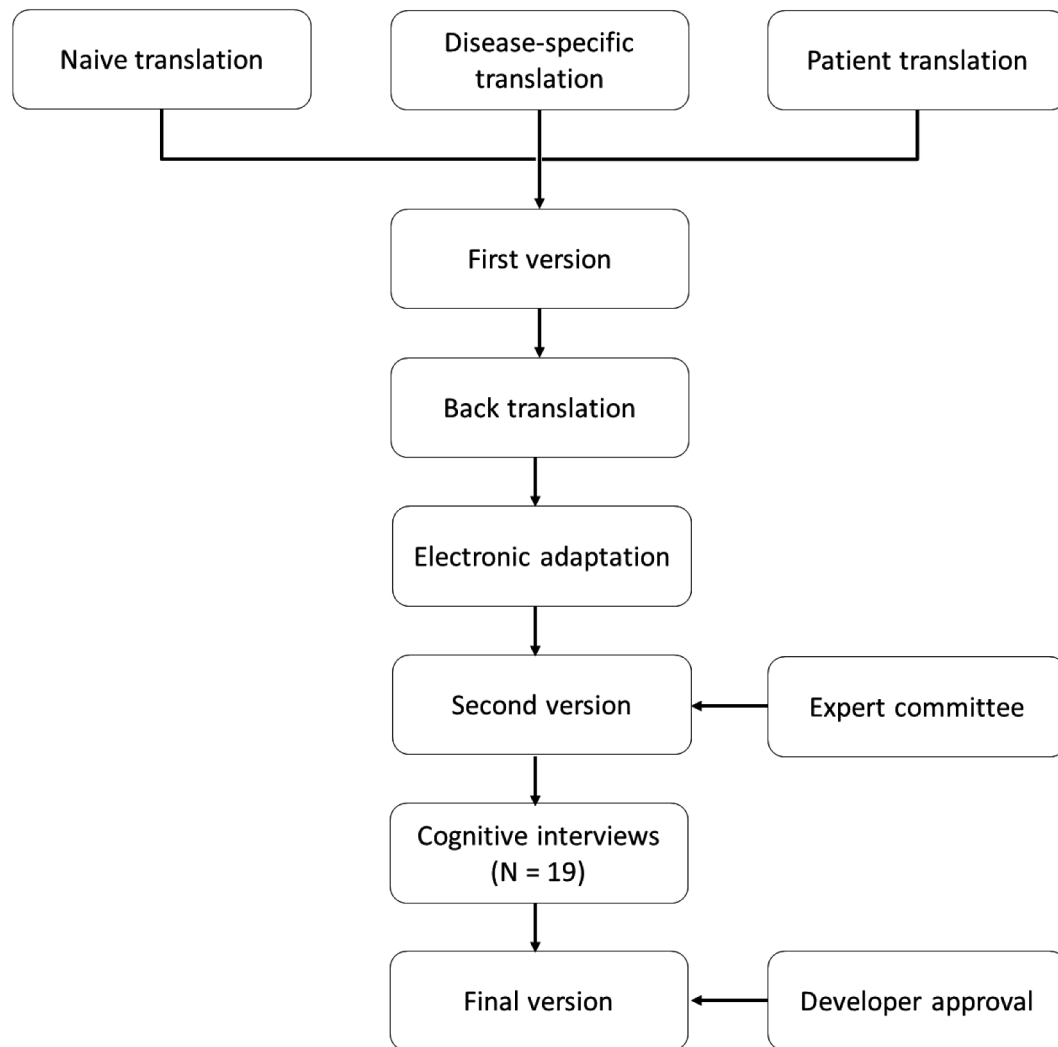 Naive translation
Disease-specific
translation
Patient translation
First version
Back translation
Electronic adaptation
Second version
Expert committee
Cognitive interviews
(N = 19)
Final version
Developer approval